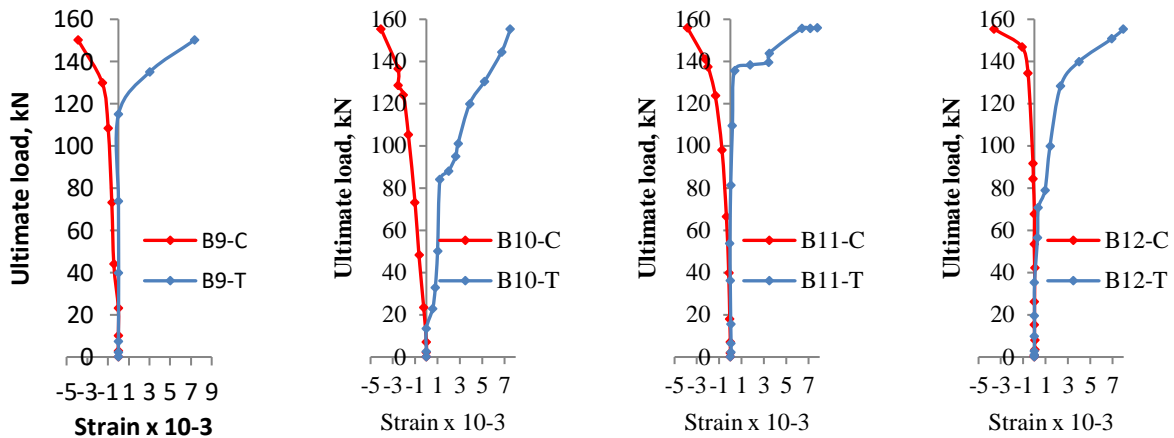 Ultimate load, kN
160
140
120
100
80
60
40
20
0
B9-C
B9-T
-5 -3 -1 1 3 5 7 9
Strain x 10-3
Ultimate load, kN
160
140
120
100
80
60
40
20
0
B10-C
B10-T
-5 -3 -1 1 3 5 7
Strain x 10-3
Ultimate load, kN
160
140
120
100
80
60
40
20
0
B11-C
B11-T
-5 -3 -1 1 3 5 7
Strain x 10-3
Ultimate load, kN
160
140
120
100
80
60
40
20
0
B12-C
B12-T
-5 -3 -1 1 3 5 7
Strain x 10-3